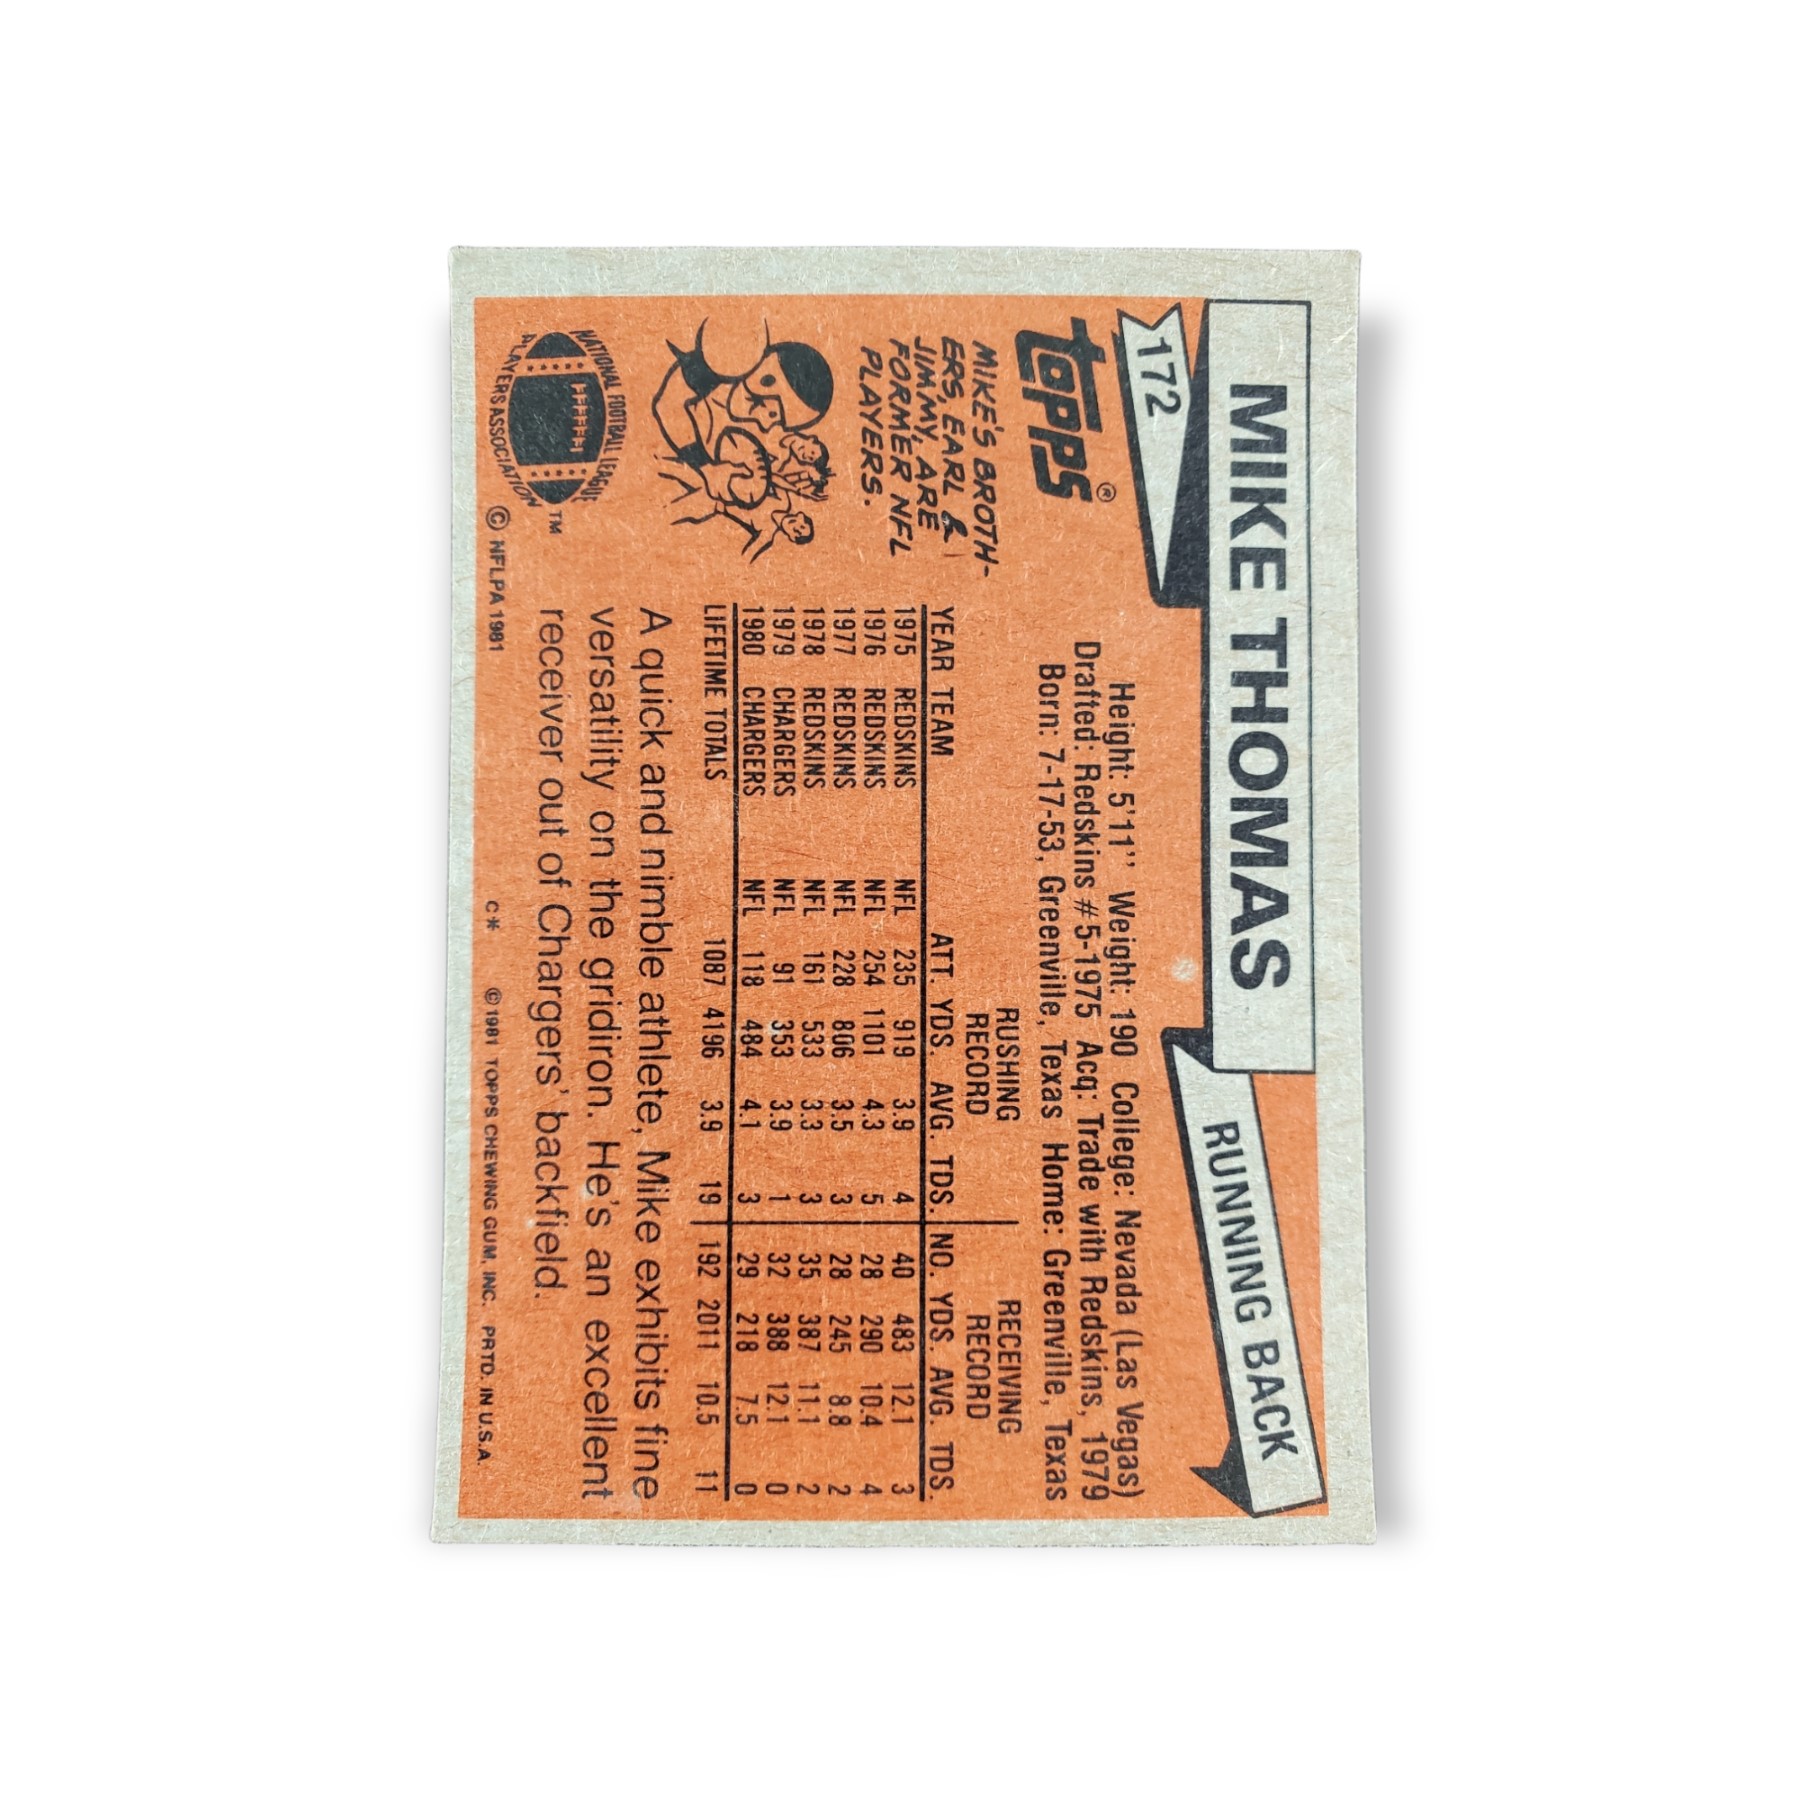 172
MIKE THOMAS
RUNNING BACK
TOPPS®
Height: 5'11'' Weight: 190 College: Nevada (Las Vegas)
Drafted: Redskins #5-1975 Acq: Trade with Redskins, 1979
Born: 7-17-53, Greenville, Texas Home: Greenville, Texas
MIKE'S BROTH-
ERS, EARL &
JIMMY, ARE
FORMER NFL
PLAYERS.
RUSHING RECEIVING
RECORD RECORD
YEAR TEAM ATT. YDS. AVG. TDS. NO. YDS. AVG. TDS.
1975 REDSKINS NFL 235 919 3.9 4 40 483 12.1 3
1976 REDSKINS NFL 254 1101 4.3 5 28 290 10.4 4
1977 REDSKINS NFL 228 806 3.5 3 28 245 8.8 2
1978 REDSKINS NFL 161 533 3.3 3 35 387 11.1 2
1979 CHARGERS NFL 91 353 3.9 1 32 388 12.1 0
1980 CHARGERS NFL 118 484 4.1 3 29 218 7.5 0
LIFETIME TOTALS 1087 4196 3.9 19 192 2011 10.5 11
A quick and nimble athlete, Mike exhibits fine
versatility on the gridiron. He's an excellent
receiver out of Chargers' backfield.
NATIONAL FOOTBALL LEAGUE
PLAYERS ASSOCIATION
TM
© NFLPA 1981
C* © 1981 TOPPS CHEWING GUM, INC. PRTD. IN U.S.A.